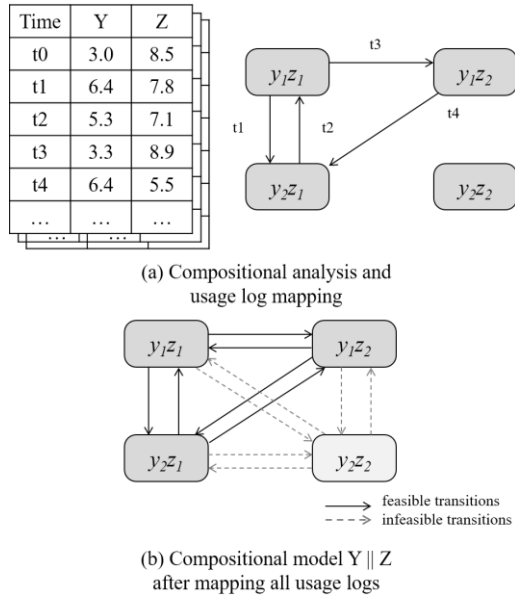 Time Y Z
t0 3.0 8.5
t1 6.4 7.8
t2 5.3 7.1
t3 3.3 8.9
t4 6.4 5.5
... ... ...
... ...
y₁z₁
t3
y₁z₂
t1
t2
t4
y₂z₁
y₂z₂
(a) Compositional analysis and
usage log mapping
y₁z₁
y₁z₂
y₂z₁
y₂z₂
feasible transitions
infeasible transitions
(b) Compositional model Y || Z
after mapping all usage logs